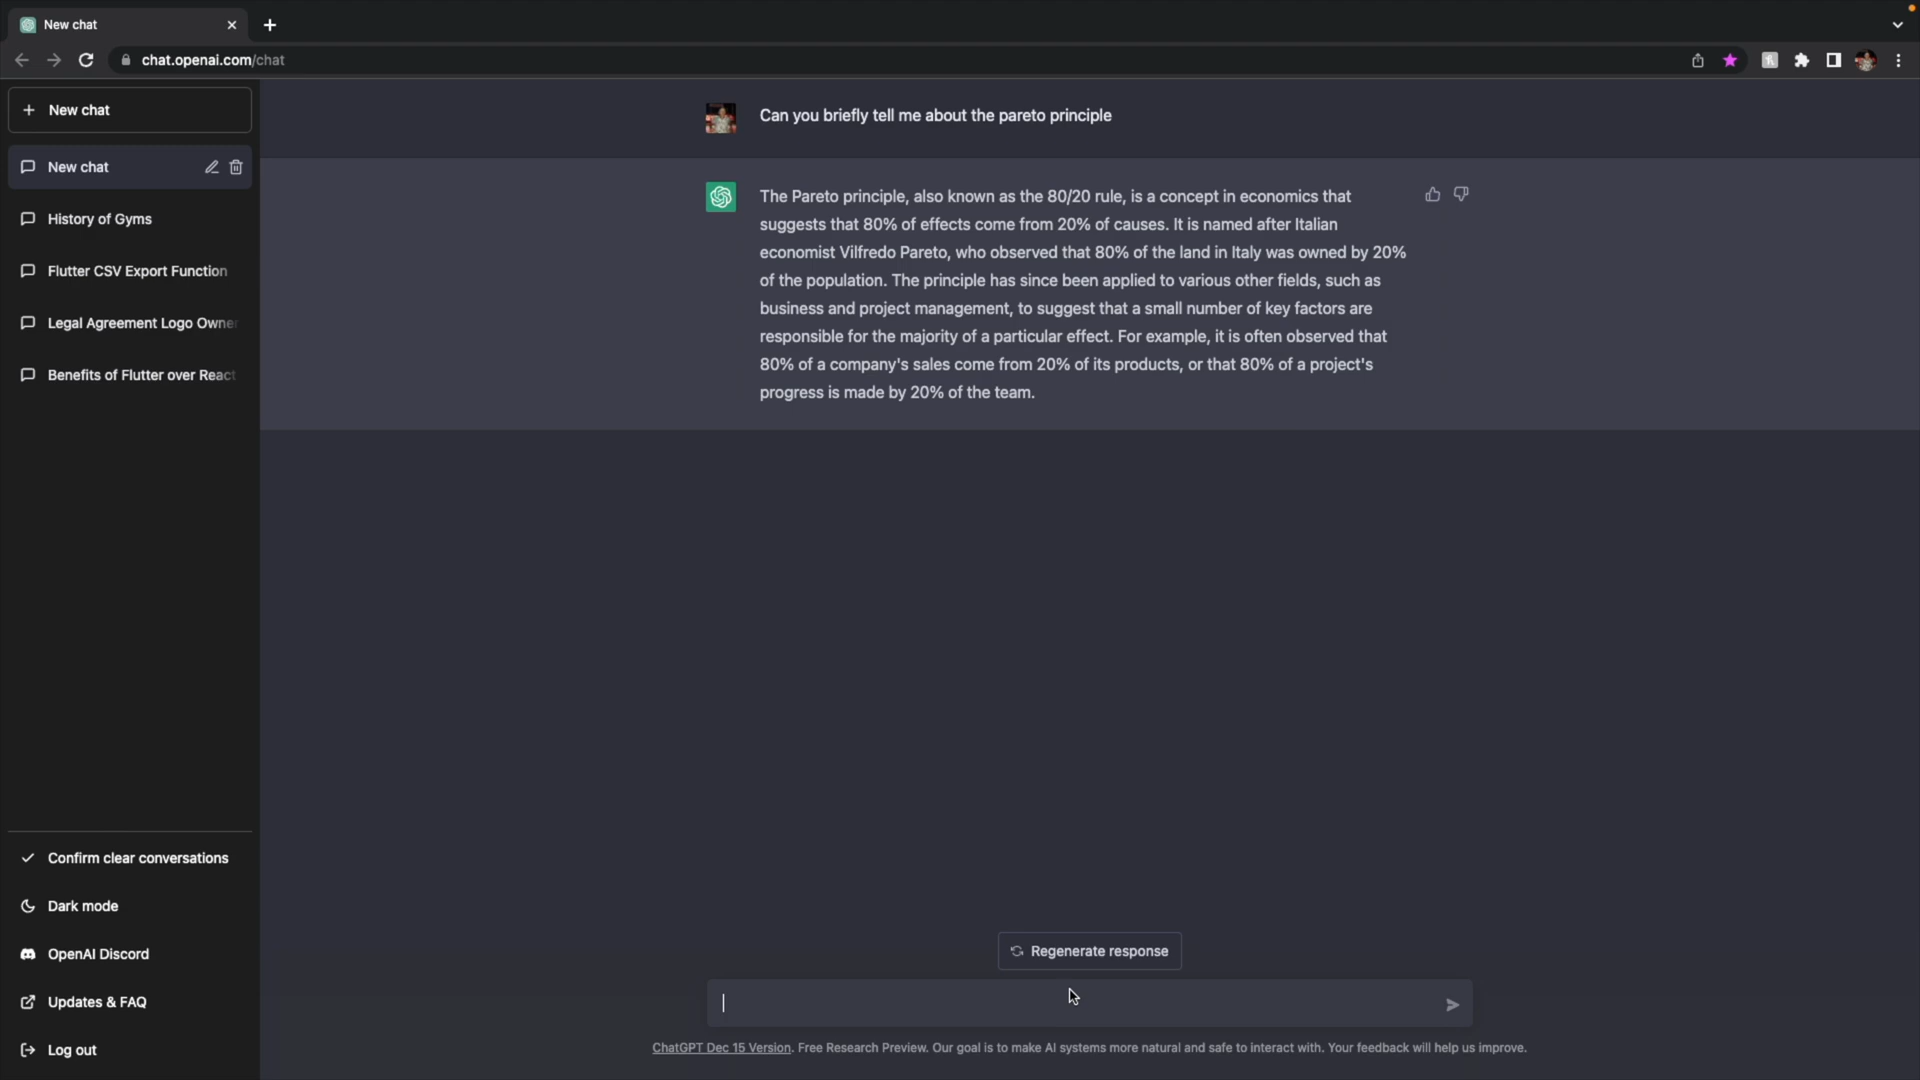 New chat
chat.openai.com/chat
New chat
New chat
History of Gyms
Flutter CSV Export Function
Legal Agreement Logo Owner
Benefits of Flutter over React
Confirm clear conversations
Dark mode
OpenAI Discord
Updates & FAQ
Log out
Can you briefly tell me about the pareto principle
The Pareto principle, also known as the 80/20 rule, is a concept in economics that
suggests that 80% of effects come from 20% of causes. It is named after Italian
economist Vilfredo Pareto, who observed that 80% of the land in Italy was owned by 20%
of the population. The principle has since been applied to various other fields, such as
business and project management, to suggest that a small number of key factors are
responsible for the majority of a particular effect. For example, it is often observed that
80% of a company's sales come from 20% of its products, or that 80% of a project's
progress is made by 20% of the team.
Regenerate response
ChatGPT Dec 15 Version. Free Research Preview. Our goal is to make AI systems more natural and safe to interact with. Your feedback will help us improve.